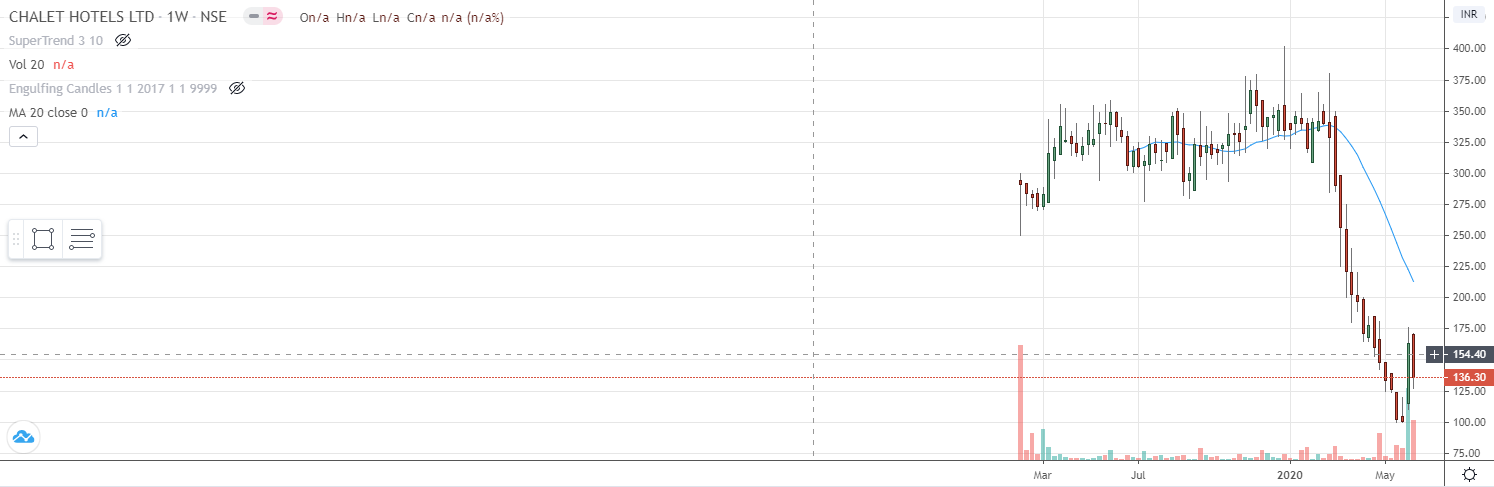 CHALET HOTELS LTD · 1W · NSE On/a Hn/a Ln/a Cn/a n/a (n/a%)
SuperTrend 3 10
Vol 20 n/a
Engulfing Candles 1 1 2017 1 1 9999
MA 20 close 0 n/a
INR
400.00
375.00
350.00
325.00
300.00
275.00
250.00
225.00
200.00
175.00
154.40
136.30
125.00
100.00
75.00
Mar Jul 2020 May